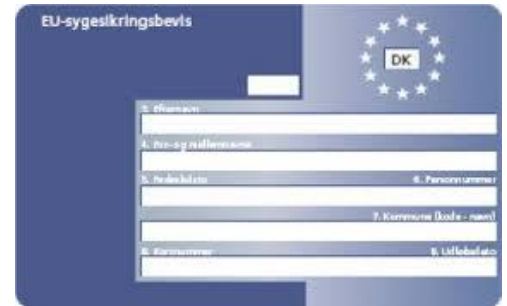 EU-sygesikringsbevis
DK
3. Efternavn
4. For- og mellemnavne
5. Fødselsdato 6. Personnummer
7. Kommune (kode - navn)
8. Kortnummer 9. Udløbsdato